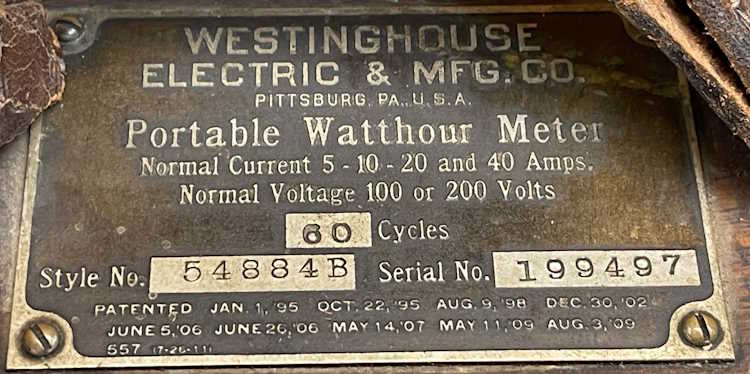 WESTINGHOUSE
ELECTRIC & MFG. CO.
PITTSBURG, PA., U.S.A.
Portable Watthour Meter
Normal Current 5 - 10 - 20 and 40 Amps.
Normal Voltage 100 or 200 Volts
60 Cycles
Style No. 54884B Serial No. 199497
PATENTED JAN. 1, '95 OCT. 22, '95 AUG. 9, '98 DEC. 30, '02
JUNE 5, '06 JUNE 26, '06 MAY 14, '07 MAY 11, '09 AUG. 3, '09
557 (7-26-11)